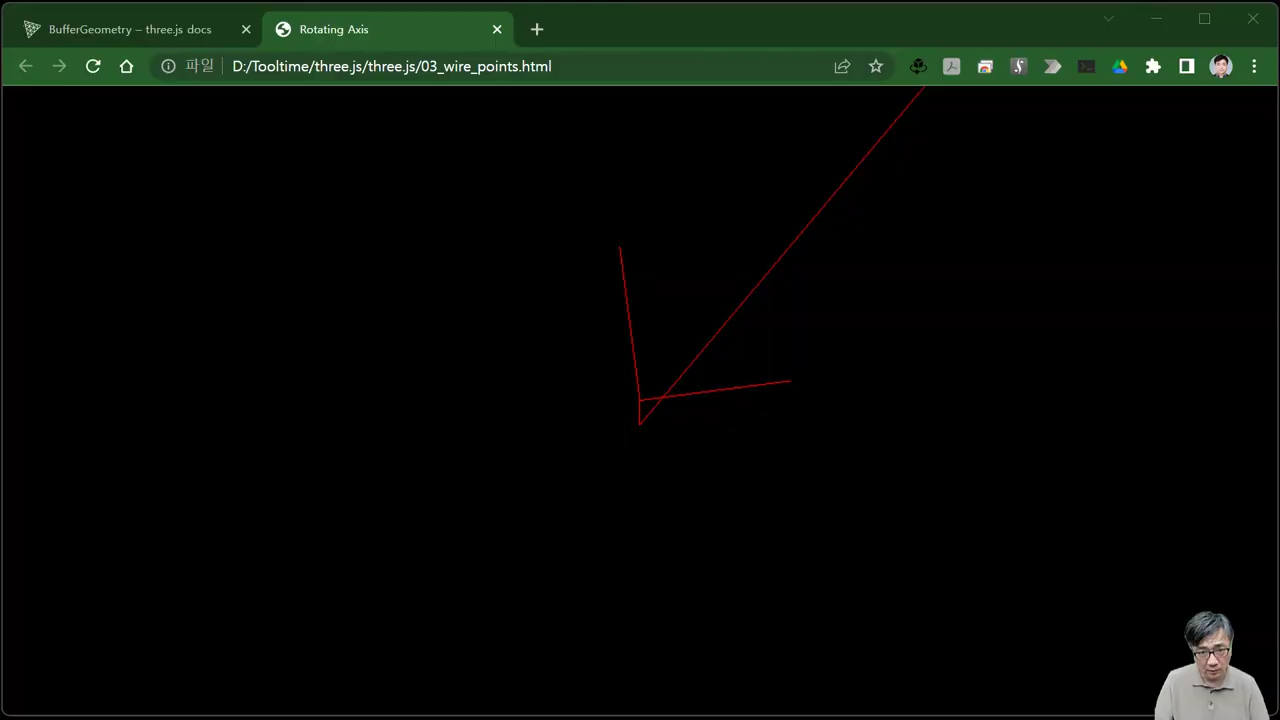 BufferGeometry – three.js docs
Rotating Axis
파일
D:/Tooltime/three.js/three.js/03_wire_points.html